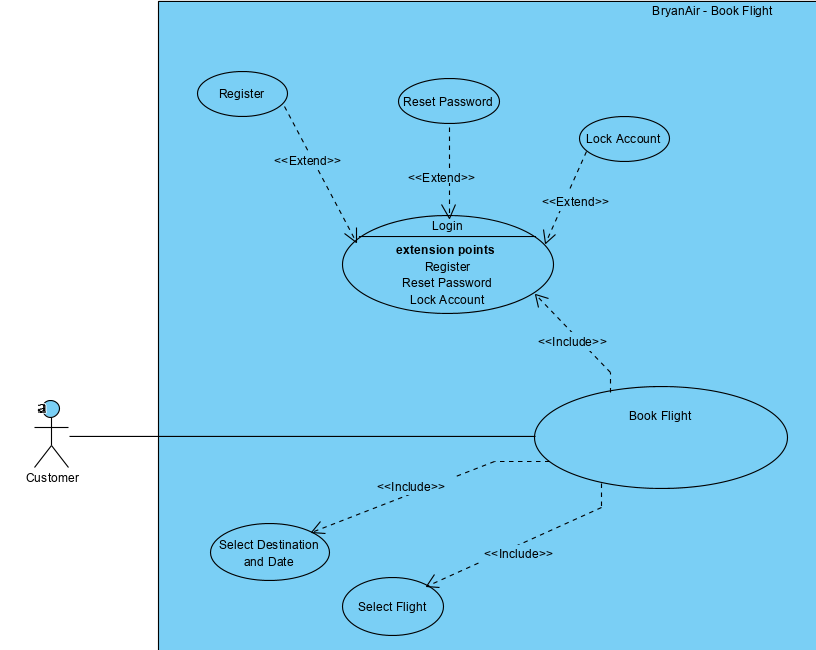 BryanAir - Book Flight
Register
Reset Password
Lock Account
<<Extend>>
<<Extend>>
<<Extend>>
Login
extension points
Register
Reset Password
Lock Account
<<Include>>
Book Flight
a
Customer
<<Include>>
Select Destination
and Date
<<Include>>
Select Flight